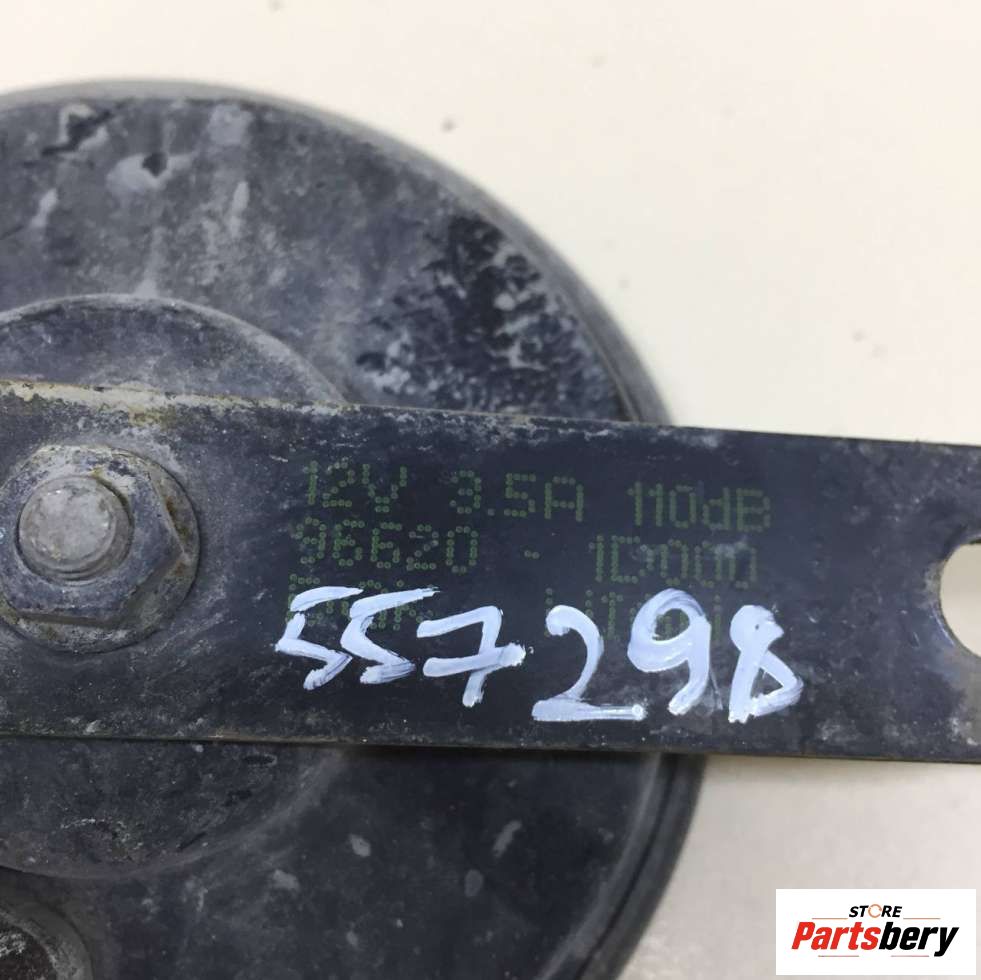 12V 3.5A 110dB
96620 - 1D000
557298
STORE
Partsbery